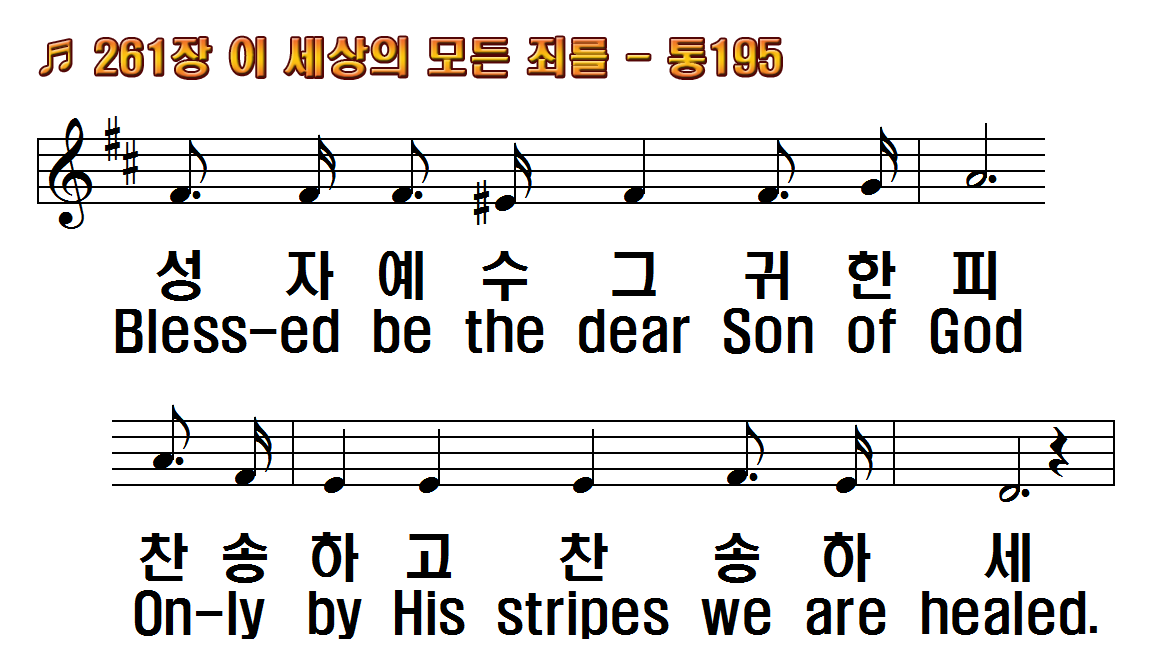 ♬ 261장 이 세상의 모든 죄를 - 통195
성 자 예 수 그 귀 한 피
Bless-ed be the dear Son of God
찬 송 하 고 찬 송 하 세
On-ly by His stripes we are healed.